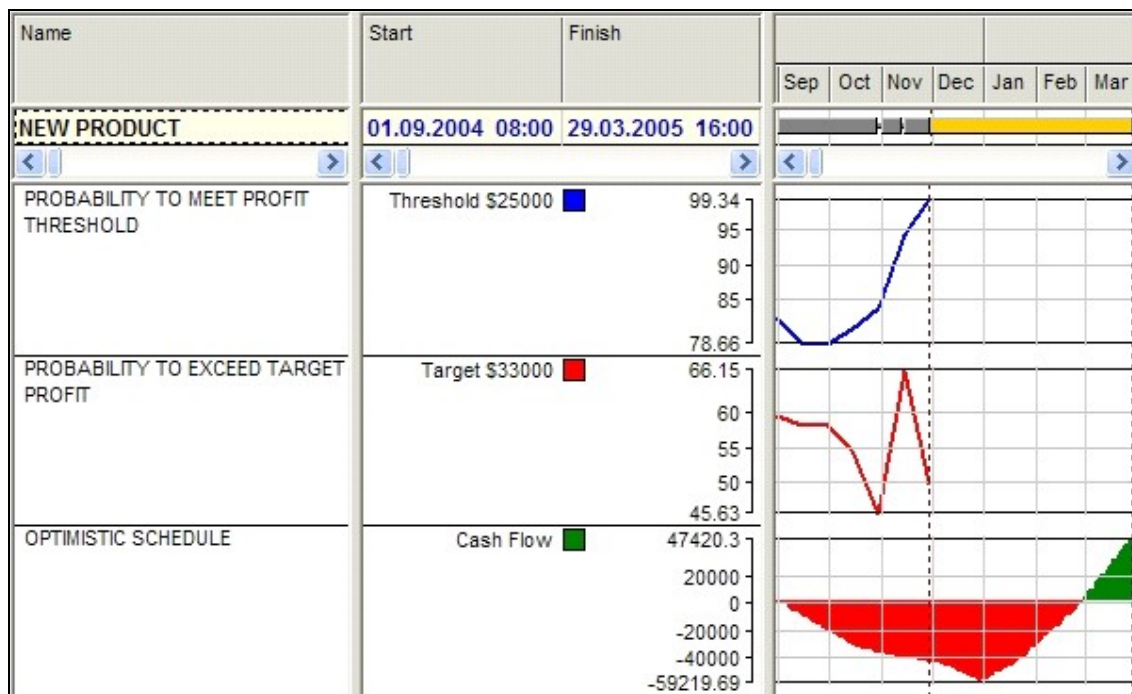 Name
Start
Finish
Sep Oct Nov Dec Jan Feb Mar
NEW PRODUCT
01.09.2004 08:00
29.03.2005 16:00
PROBABILITY TO MEET PROFIT
THRESHOLD
Threshold $25000
99.34
95
90
85
78.66
PROBABILITY TO EXCEED TARGET
PROFIT
Target $33000
66.15
60
55
50
45.63
OPTIMISTIC SCHEDULE
Cash Flow
47420.3
20000
0
-20000
-40000
-59219.69